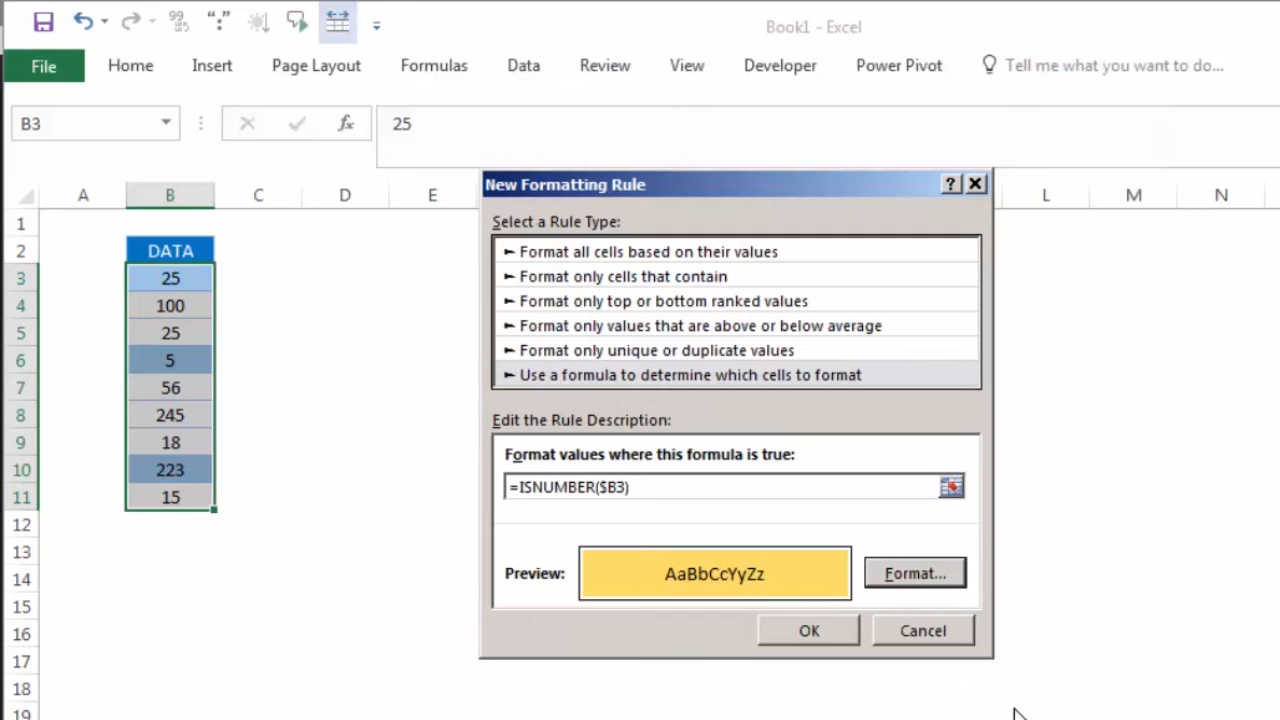 Book1 - Excel
File Home Insert Page Layout Formulas Data Review View Developer Power Pivot Tell me what you want to do...
B3 fx 25
A B C D E L M N
1
2 DATA
3 25
4 100
5 25
6 5
7 56
8 245
9 18
10 223
11 15
12
13
14
15
16
17
18
19
New Formatting Rule ?
Select a Rule Type:
► Format all cells based on their values
► Format only cells that contain
► Format only top or bottom ranked values
► Format only values that are above or below average
► Format only unique or duplicate values
► Use a formula to determine which cells to format
Edit the Rule Description:
Format values where this formula is true:
=ISNUMBER($B3)
Preview: AaBbCcYyZz Format...
OK Cancel